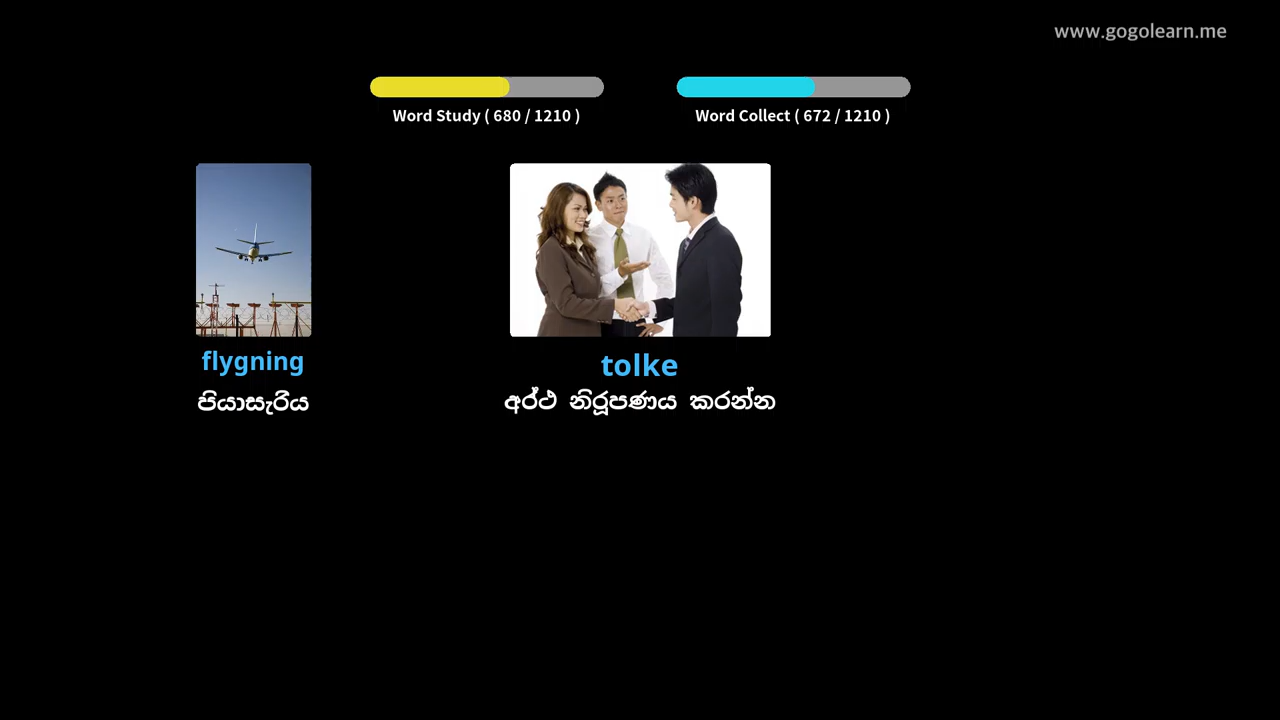 www.gogolearn.me
Word Study ( 680 / 1210 )
Word Collect ( 672 / 1210 )
flygning
පියාසැරිය
tolke
අර්ථ නිරූපණය කරන්න